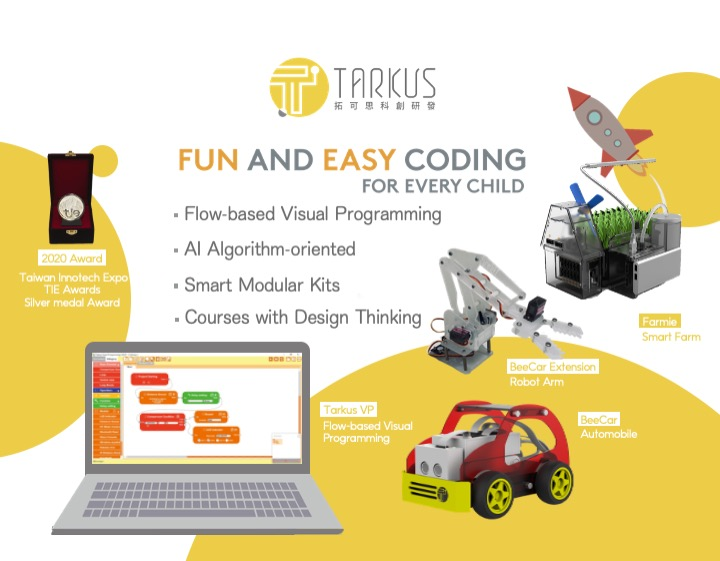 TARKUS
拓可思科創研發
FUN AND EASY CODING
FOR EVERY CHILD
Flow-based Visual Programming
AI Algorithm-oriented
Smart Modular Kits
Courses with Design Thinking
2020 Award
Taiwan Innotech Expo
TIE Awards
Silver medal Award
Farmie
Smart Farm
BeeCar Extension
Robot Arm
Tarkus VP
Flow-based Visual
Programming
BeeCar
Automobile